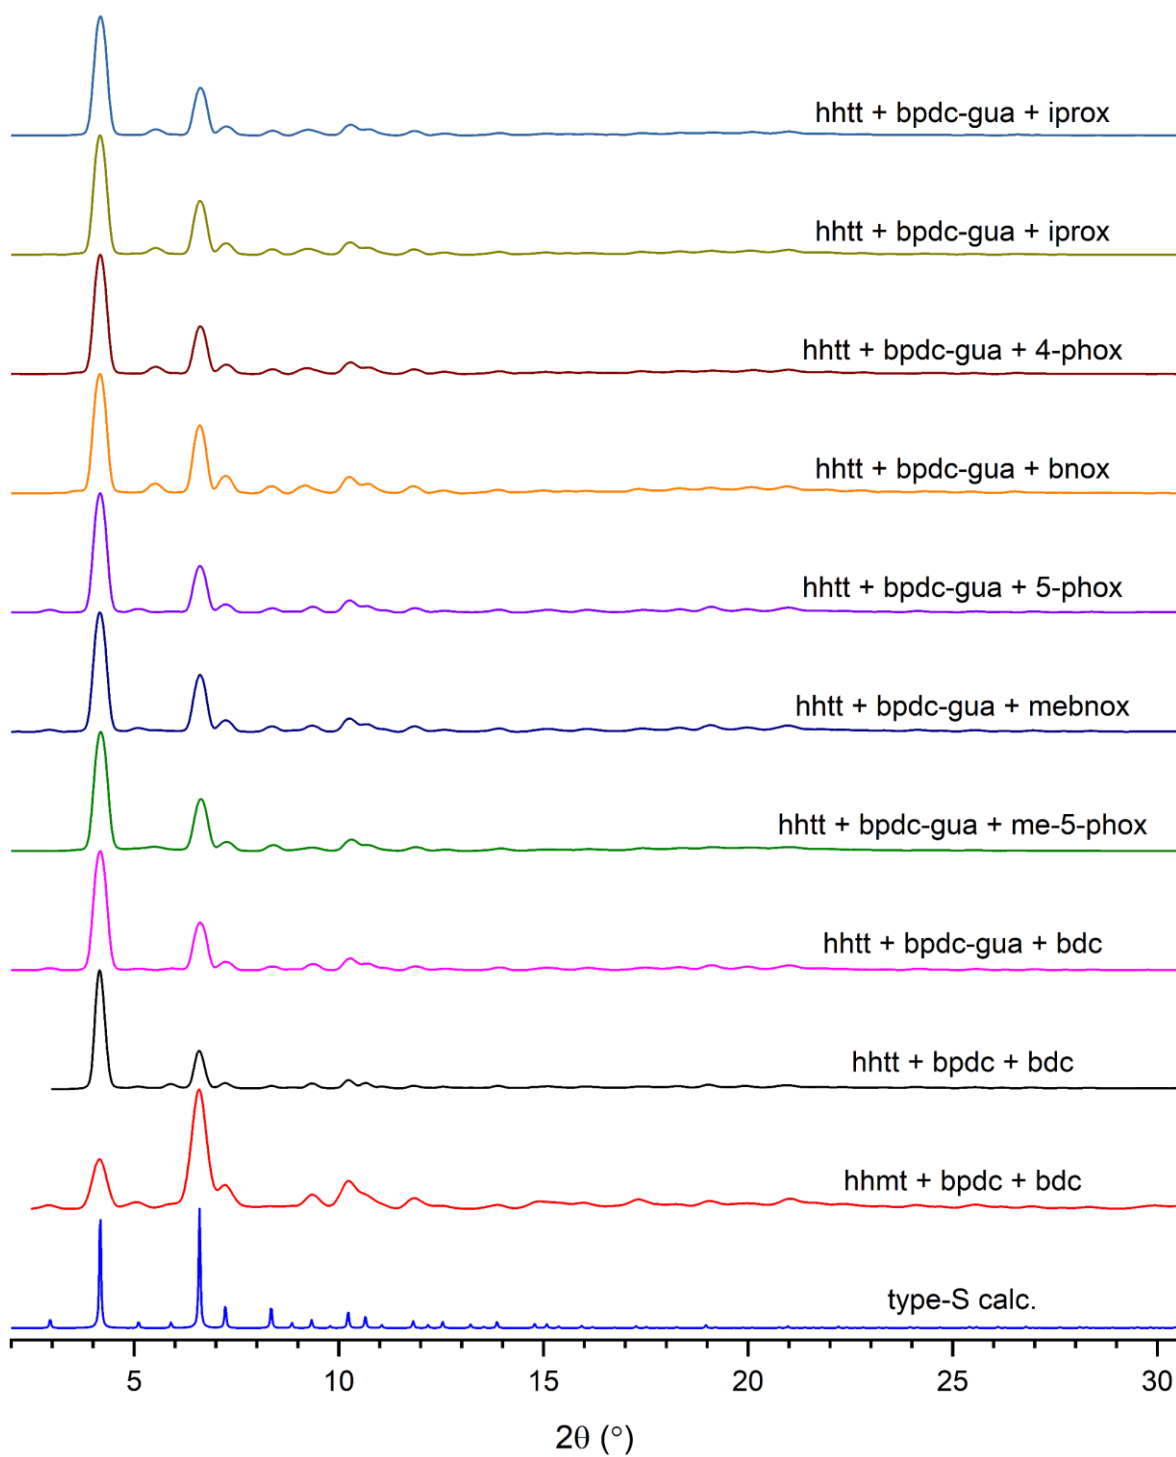 hhtt + bpdc-gua + iprox
hhtt + bpdc-gua + iprox
hhtt + bpdc-gua + 4-phox
hhtt + bpdc-gua + bnox
hhtt + bpdc-gua + 5-phox
hhtt + bpdc-gua + mebnox
hhtt + bpdc-gua + me-5-phox
hhtt + bpdc-gua + bdc
hhtt + bpdc + bdc
hhmt + bpdc + bdc
type-S calc.
5 10 15 20 25 30
2θ (°)